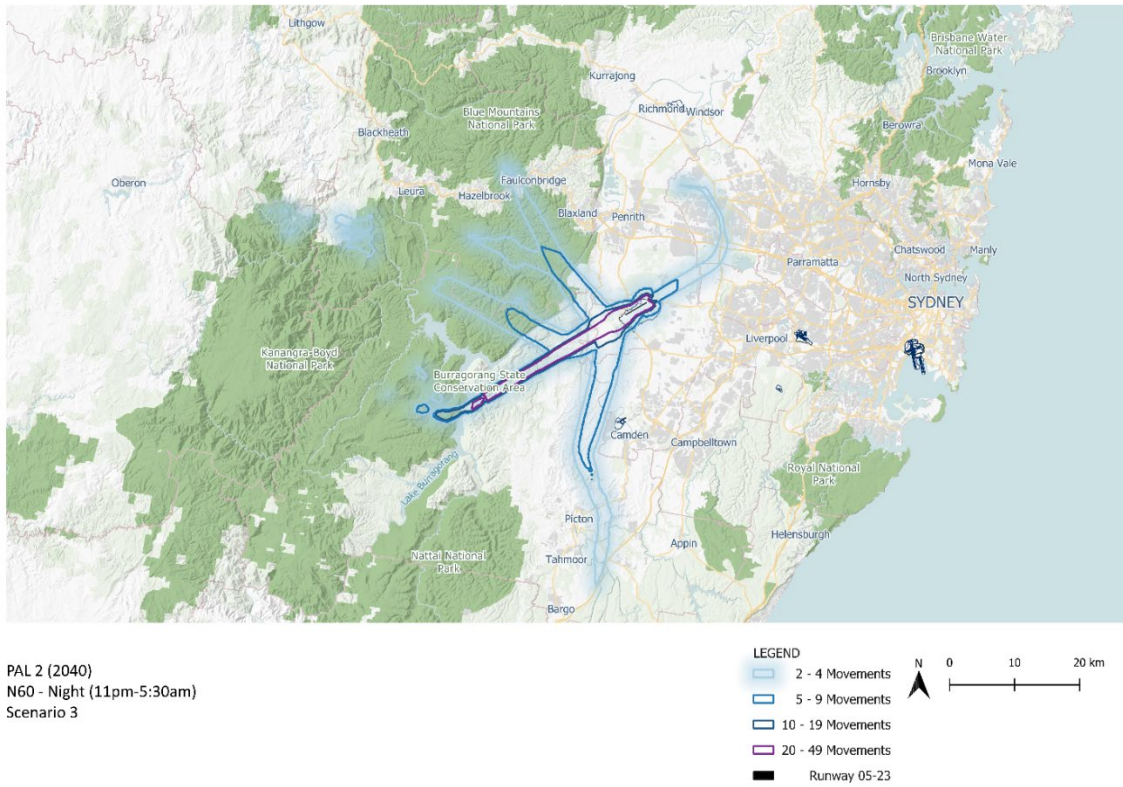 Lithgow
Brisbane Water
National Park
Brooklyn
Kurrajong
Richmond
Windsor
Blue Mountains
National Park
Berowra
Blackheath
Mona Vale
Oberon
Faulconbridge
Hornsby
Leura
Hazelbrook
Blaxland
Penrith
Chatswood
Manly
Parramatta
North Sydney
SYDNEY
Liverpool
Kanangra-Boyd
National Park
Burragorang State
Conservation Area
Camden
Campbelltown
Royal National
Park
Lake Burragorang
Picton
Helensburgh
Appin
Nattai National
Park
Tahmoor
Bargo
PAL 2 (2040)
N60 - Night (11pm-5:30am)
Scenario 3
LEGEND
2 - 4 Movements
5 - 9 Movements
10 - 19 Movements
20 - 49 Movements
Runway 05-23
N
0 10 20 km